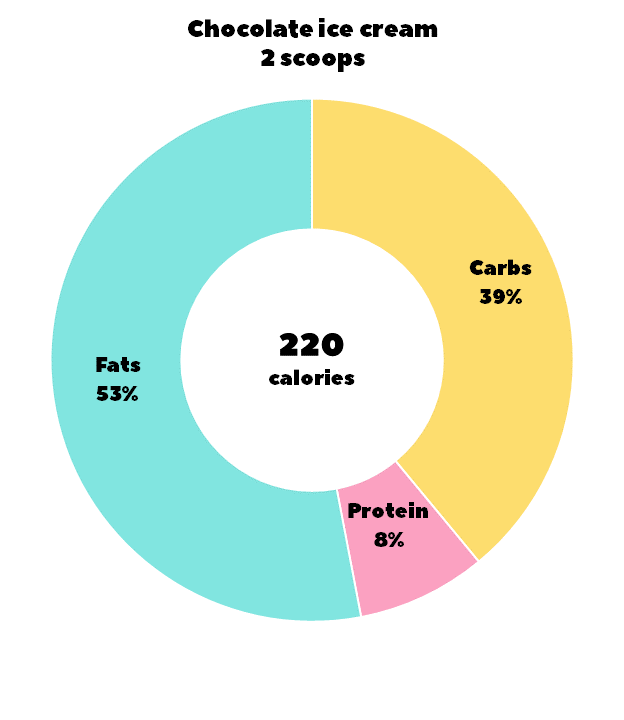 Chocolate ice cream
2 scoops
Carbs
39%
220
calories
Fats
53%
Protein
8%